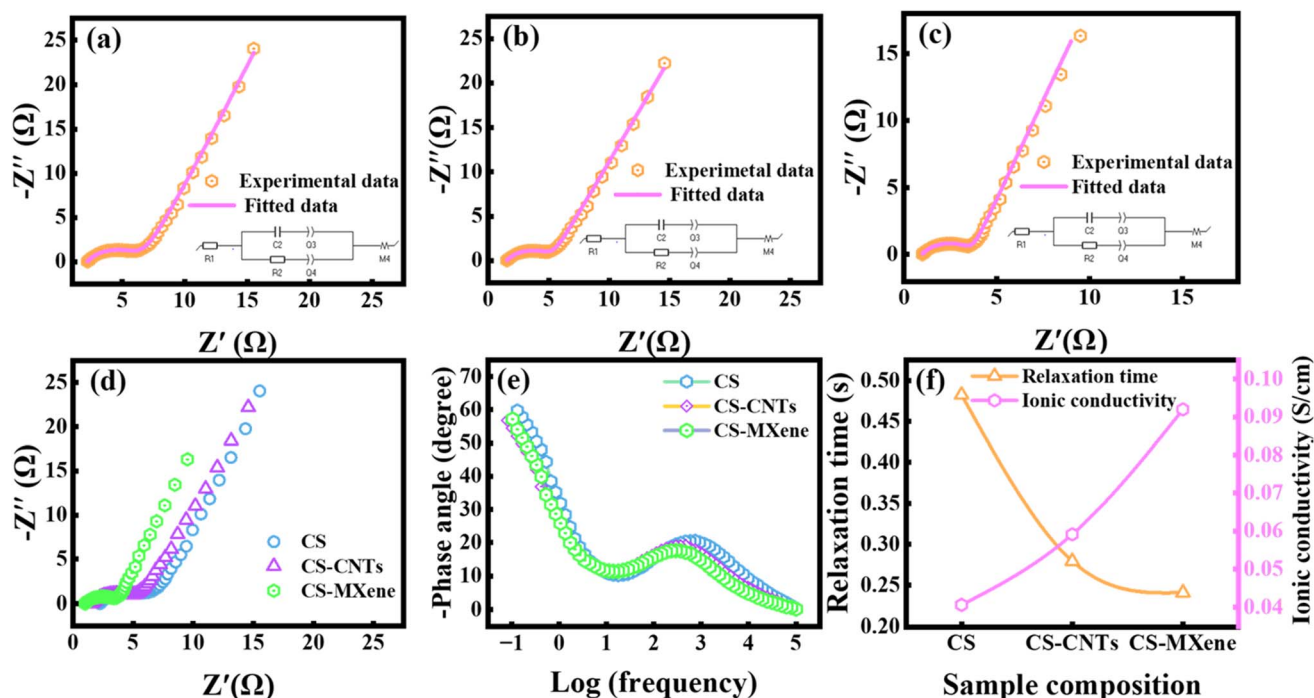 (a)
25
20
15
10
5
0
-Z″ (Ω)
Experimental data
Fitted data
R1
C2
Q3
R2
Q4
M4
5
10
15
20
25
Z′ (Ω)
(b)
25
20
15
10
5
0
-Z″(Ω)
Experimetal data
Fitted data
R1
C2
Q3
R2
Q4
M4
0
5
10
15
20
25
Z′(Ω)
(c)
15
10
5
0
-Z″ (Ω)
Experimental data
Fitted data
R1
C2
Q3
R2
Q4
M4
0
5
10
15
Z′(Ω)
(d)
25
20
15
10
5
0
-Z″ (Ω)
CS
CS-CNTs
CS-MXene
0
5
10
15
20
25
Z′(Ω)
(e)
70
60
50
40
30
20
10
0
-Phase angle (degree)
CS
CS-CNTs
CS-MXene
−1
0
1
2
3
4
5
Log (frequency)
(f)
0.50
0.45
0.40
0.35
0.30
0.25
0.20
Relaxation time (s)
Relaxation time
Ionic conductivity
0.10
0.09
0.06
0.05
0.04
Ionic conductivity (S/cm)
CS
CS-CNTs
CS-MXene
Sample composition